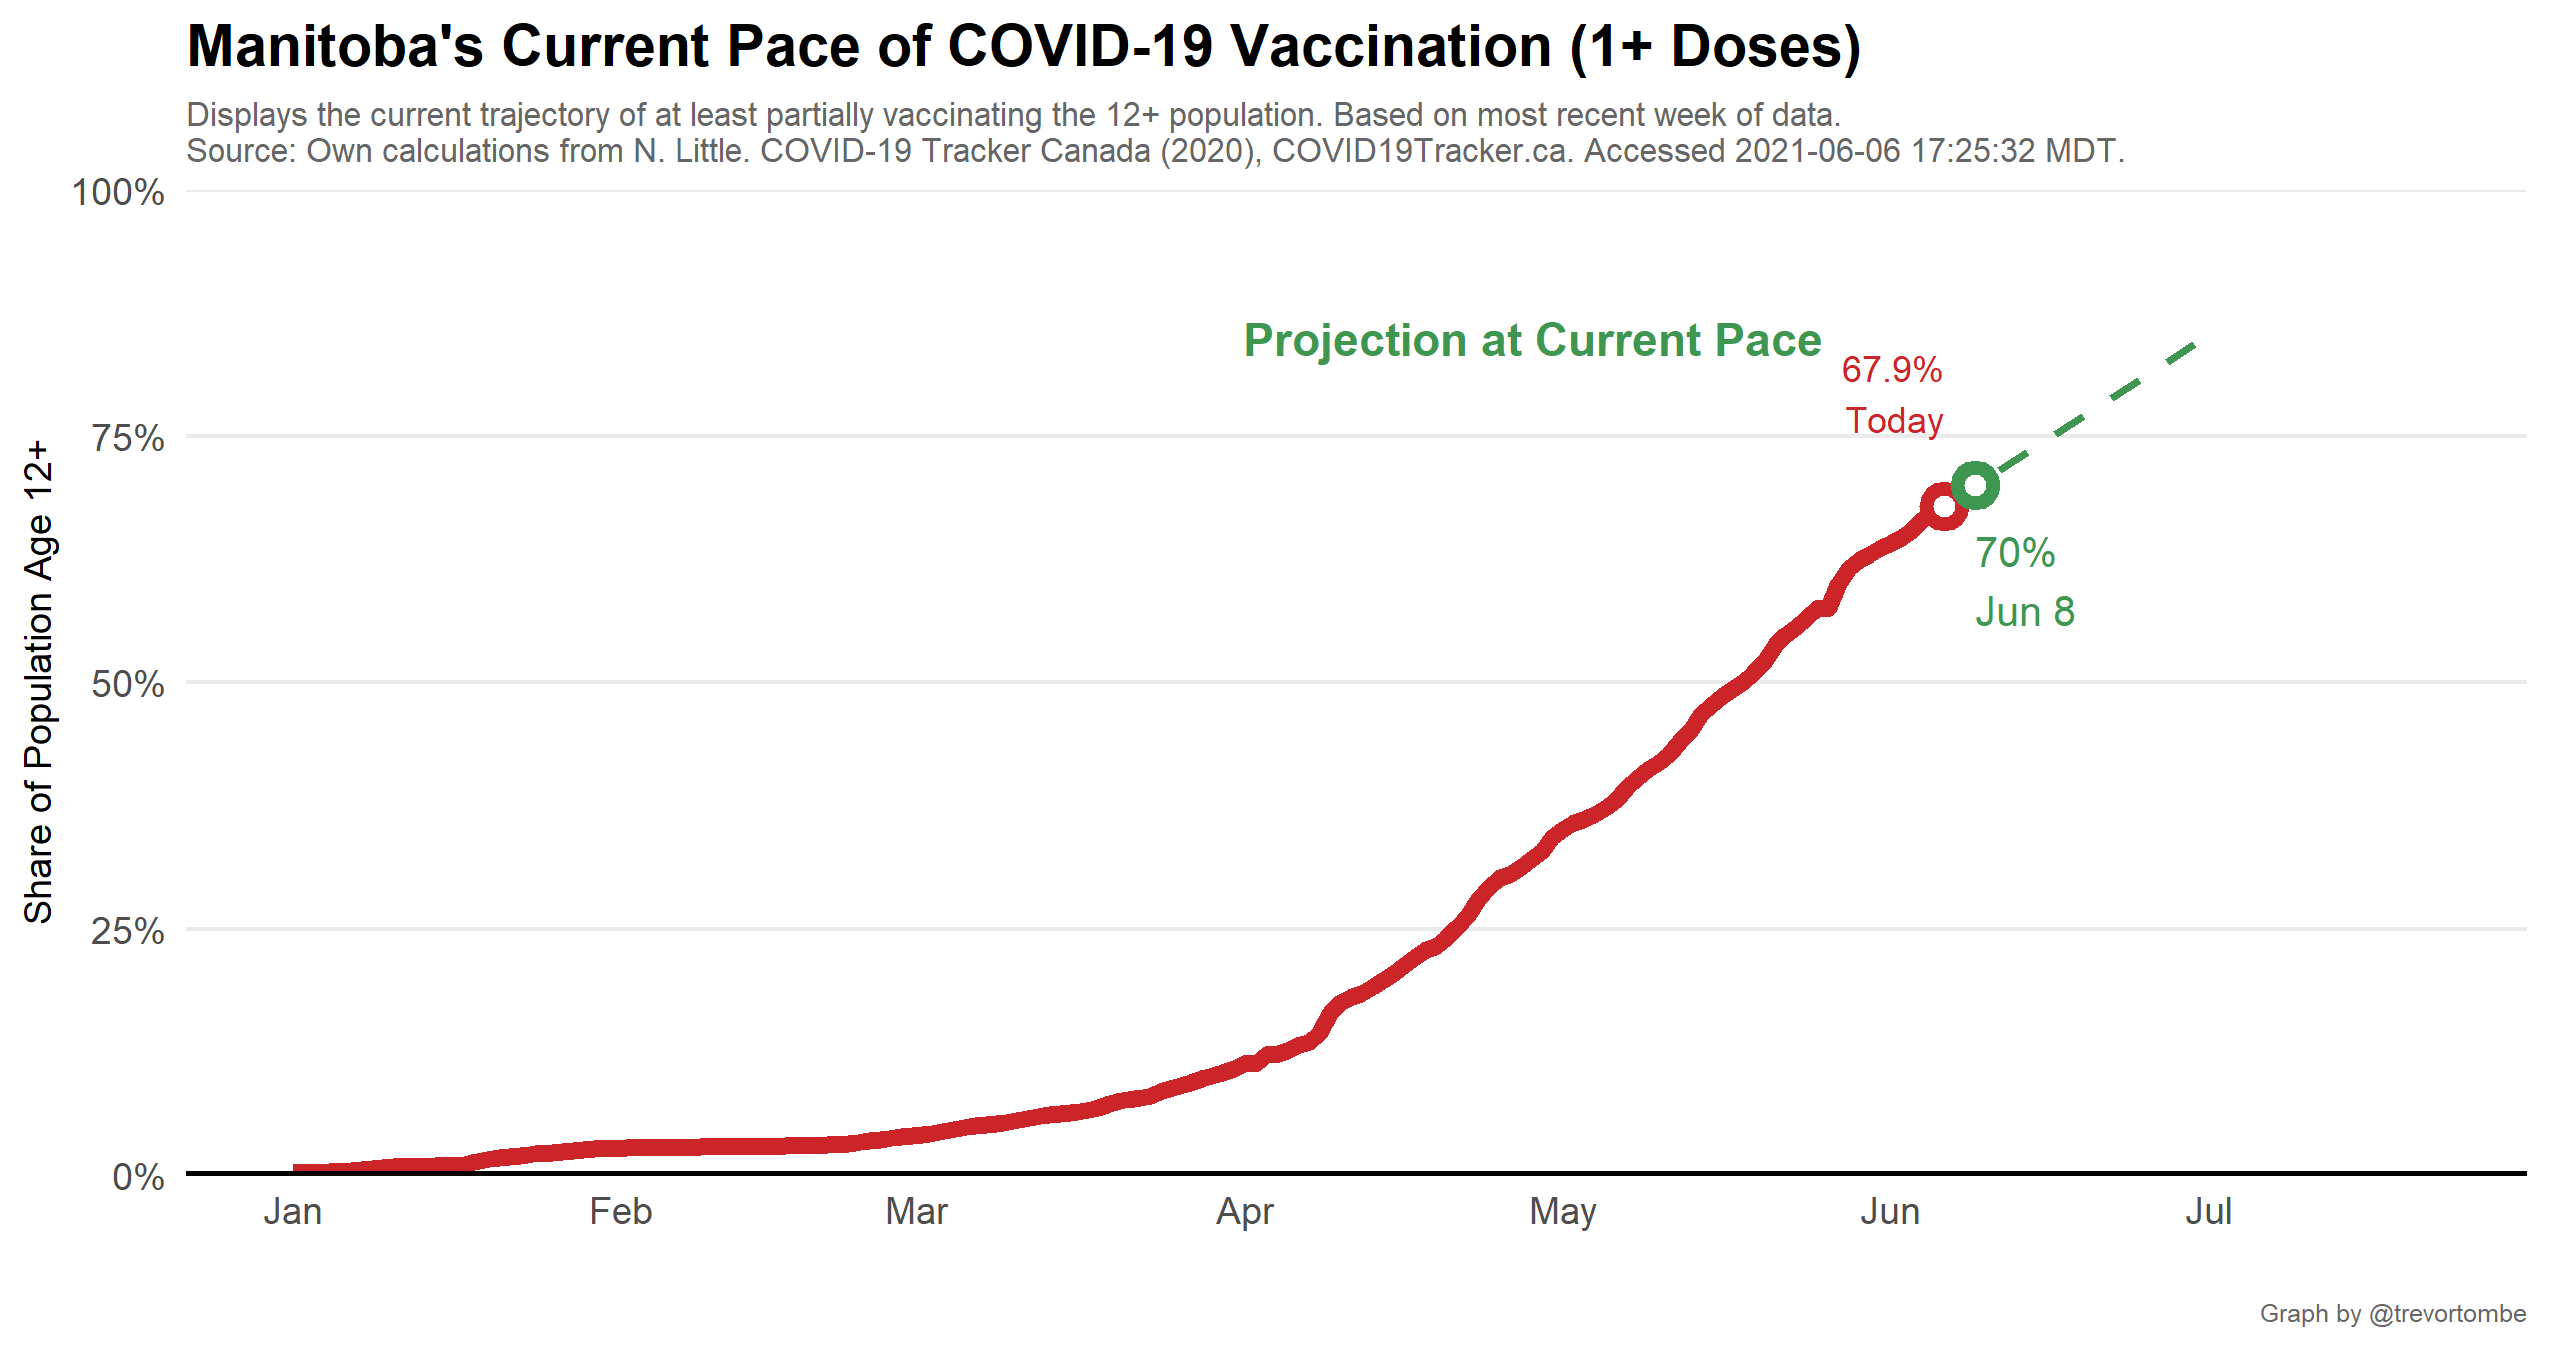 Manitoba's Current Pace of COVID-19 Vaccination (1+ Doses)
Displays the current trajectory of at least partially vaccinating the 12+ population. Based on most recent week of data.
Source: Own calculations from N. Little. COVID-19 Tracker Canada (2020), COVID19Tracker.ca. Accessed 2021-06-06 17:25:32 MDT.
100%
75%
50%
25%
0%
Share of Population Age 12+
Projection at Current Pace
67.9%
Today
70%
Jun 8
Jan
Feb
Mar
Apr
May
Jun
Jul
Graph by @trevortombe